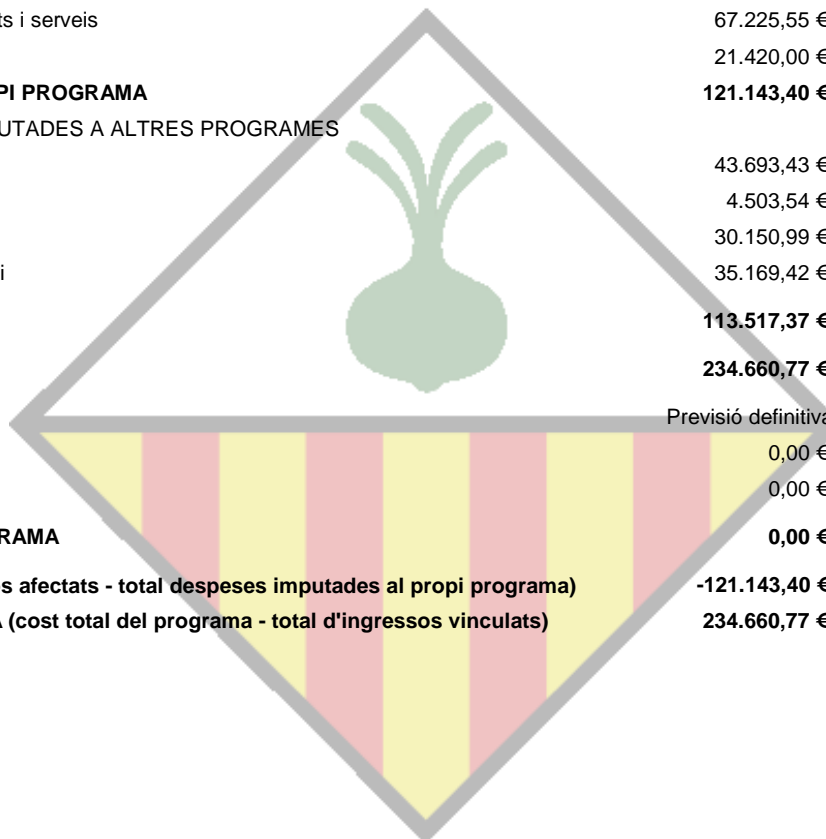 ts i serveis 67.225,55 €
21.420,00 €
PI PROGRAMA 121.143,40 €
UTADES A ALTRES PROGRAMES
43.693,43 €
4.503,54 €
30.150,99 €
i 35.169,42 €
113.517,37 €
234.660,77 €
Previsió definitiva
0,00 €
0,00 €
RAMA 0,00 €
s afectats - total despeses imputades al propi programa) -121.143,40 €
(cost total del programa - total d'ingressos vinculats) 234.660,77 €